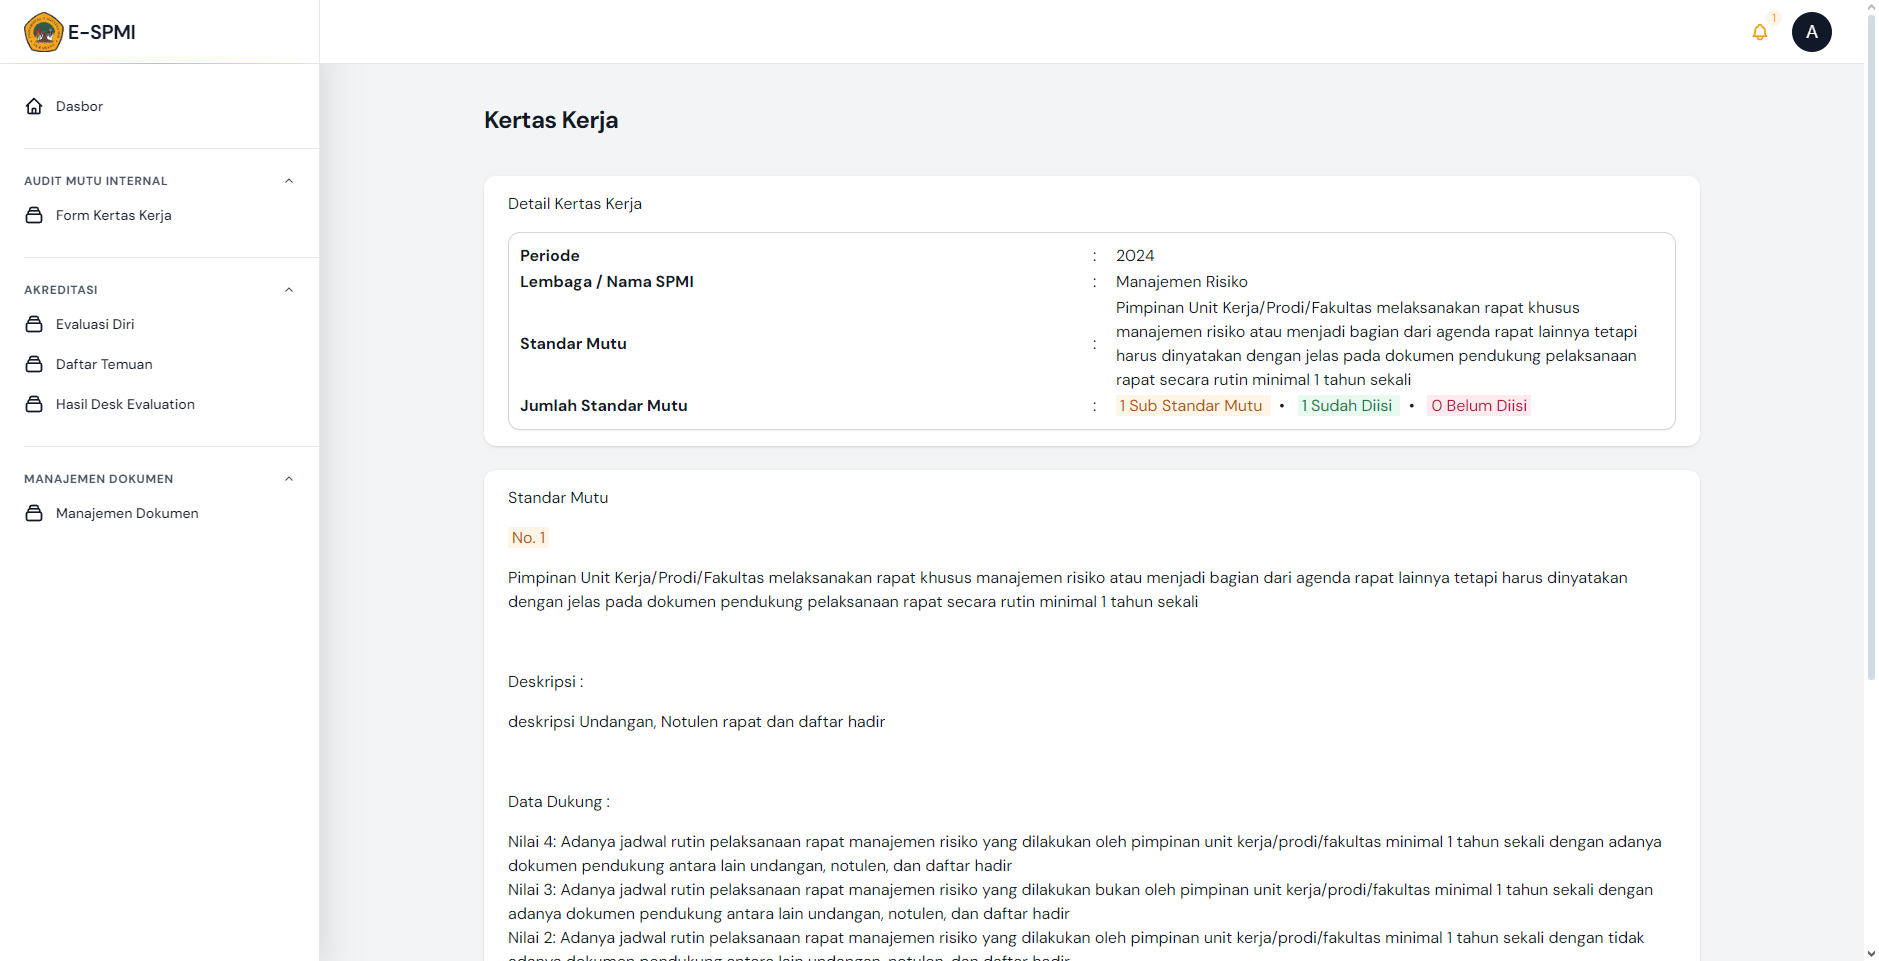 E-SPMI
1
A
Dasbor
AUDIT MUTU INTERNAL
Form Kertas Kerja
AKREDITASI
Evaluasi Diri
Daftar Temuan
Hasil Desk Evaluation
MANAJEMEN DOKUMEN
Manajemen Dokumen
Kertas Kerja
Detail Kertas Kerja
Periode : 2024
Lembaga / Nama SPMI : Manajemen Risiko
Standar Mutu : Pimpinan Unit Kerja/Prodi/Fakultas melaksanakan rapat khusus
manajemen risiko atau menjadi bagian dari agenda rapat lainnya tetapi
harus dinyatakan dengan jelas pada dokumen pendukung pelaksanaan
rapat secara rutin minimal 1 tahun sekali
Jumlah Standar Mutu : 1 Sub Standar Mutu • 1 Sudah Diisi • 0 Belum Diisi
Standar Mutu
No. 1
Pimpinan Unit Kerja/Prodi/Fakultas melaksanakan rapat khusus manajemen risiko atau menjadi bagian dari agenda rapat lainnya tetapi harus dinyatakan
dengan jelas pada dokumen pendukung pelaksanaan rapat secara rutin minimal 1 tahun sekali
Deskripsi :
deskripsi Undangan, Notulen rapat dan daftar hadir
Data Dukung :
Nilai 4: Adanya jadwal rutin pelaksanaan rapat manajemen risiko yang dilakukan oleh pimpinan unit kerja/prodi/fakultas minimal 1 tahun sekali dengan adanya
dokumen pendukung antara lain undangan, notulen, dan daftar hadir
Nilai 3: Adanya jadwal rutin pelaksanaan rapat manajemen risiko yang dilakukan bukan oleh pimpinan unit kerja/prodi/fakultas minimal 1 tahun sekali dengan
adanya dokumen pendukung antara lain undangan, notulen, dan daftar hadir
Nilai 2: Adanya jadwal rutin pelaksanaan rapat manajemen risiko yang dilakukan oleh pimpinan unit kerja/prodi/fakultas minimal 1 tahun sekali dengan tidak
adanya dokumen pendukung antara lain undangan, notulen, dan daftar hadir